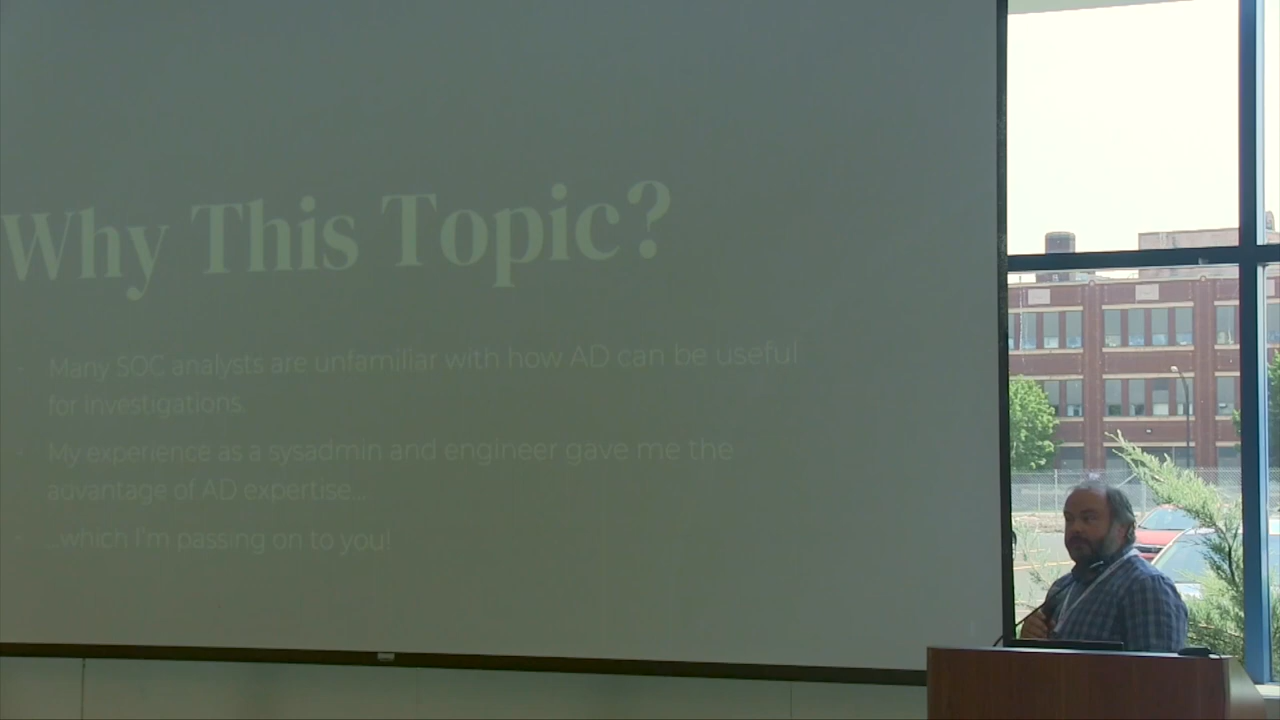 Why This Topic?
Many SOC analysts are unfamiliar with how AD can be useful
for investigations.
My experience as a sysadmin and engineer gave me the
advantage of AD expertise...
...which I'm passing on to you!